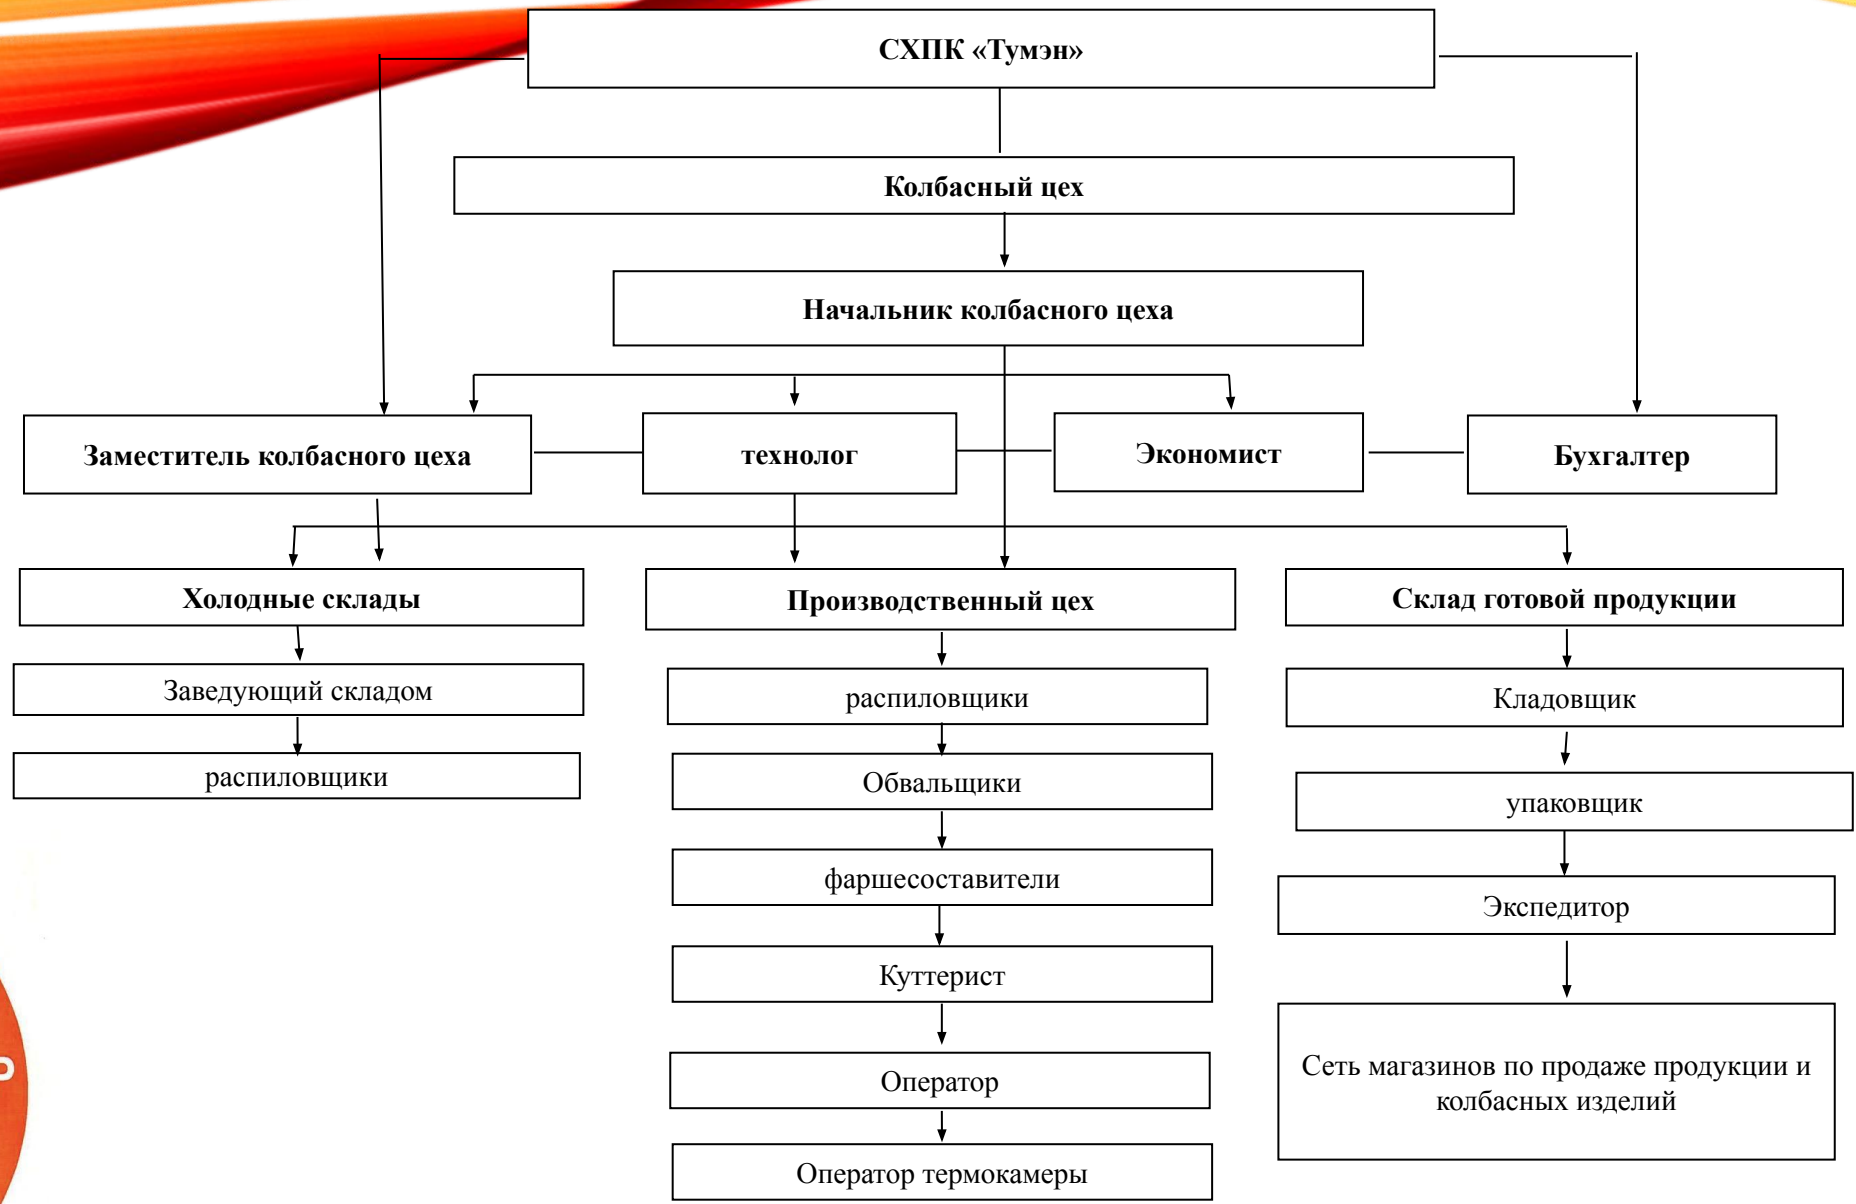 СХПК «Тумэн»
Колбасный цех
Начальник колбасного цеха
Заместитель колбасного цеха
технолог
Экономист
Бухгалтер
Холодные склады
Производственный цех
Склад готовой продукции
Заведующий складом
распиловщики
распиловщики
Обвальщики
фаршесоставители
Куттерист
Оператор
Оператор термокамеры
Кладовщик
упаковщик
Экспедитор
Сеть магазинов по продаже продукции и
колбасных изделий